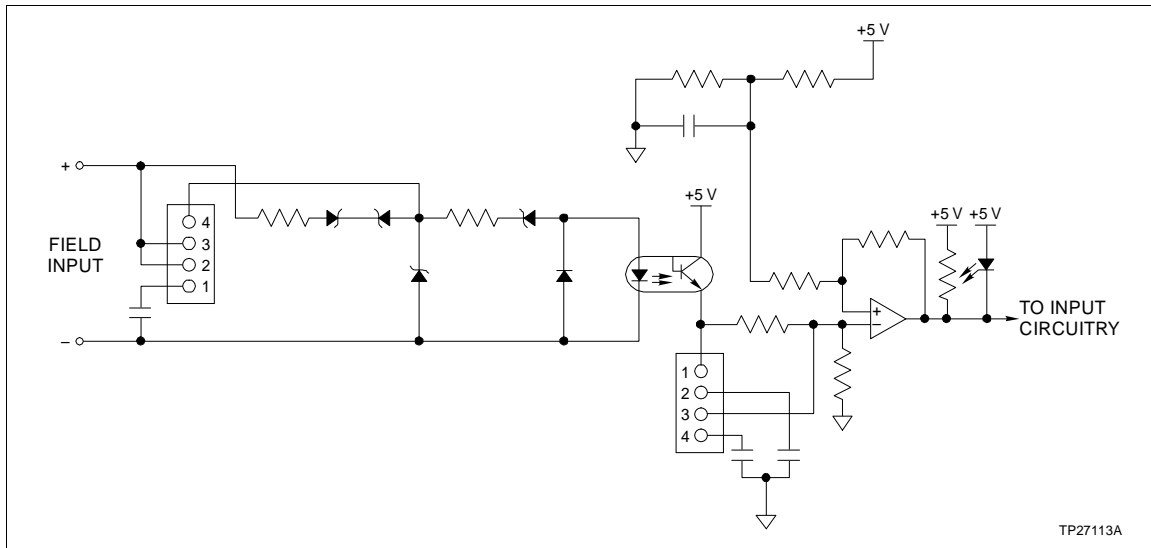 +5 V
+
4
3
2
1
FIELD
INPUT
–
+5 V
1
2
3
4
+
–
+5 V
+5 V
TO INPUT
CIRCUITRY
TP27113A